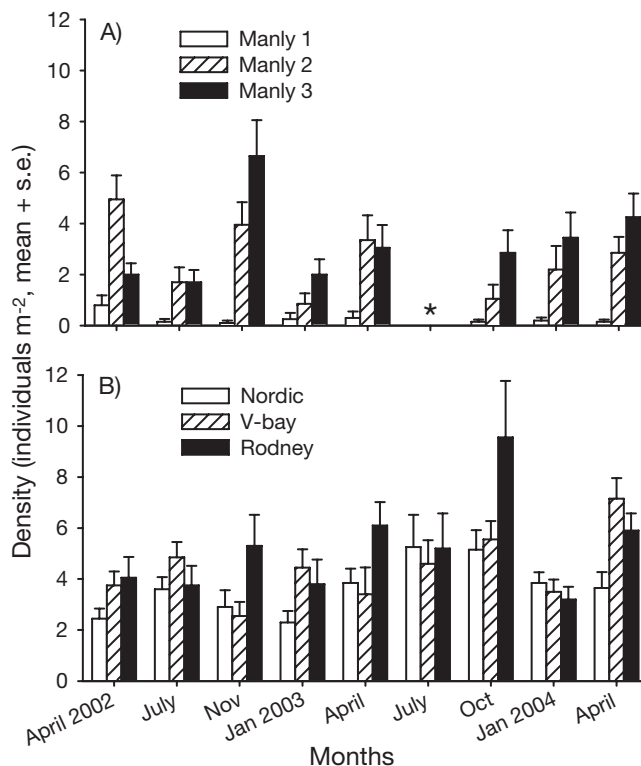 A)
Manly 1
Manly 2
Manly 3
12
10
8
6
4
2
0
*
B)
Nordic
V-bay
Rodney
12
10
8
6
4
2
0
Density (individuals m-2, mean + s.e.)
April 2002
July
Nov
Jan 2003
April
July
Oct
Jan 2004
April
Months